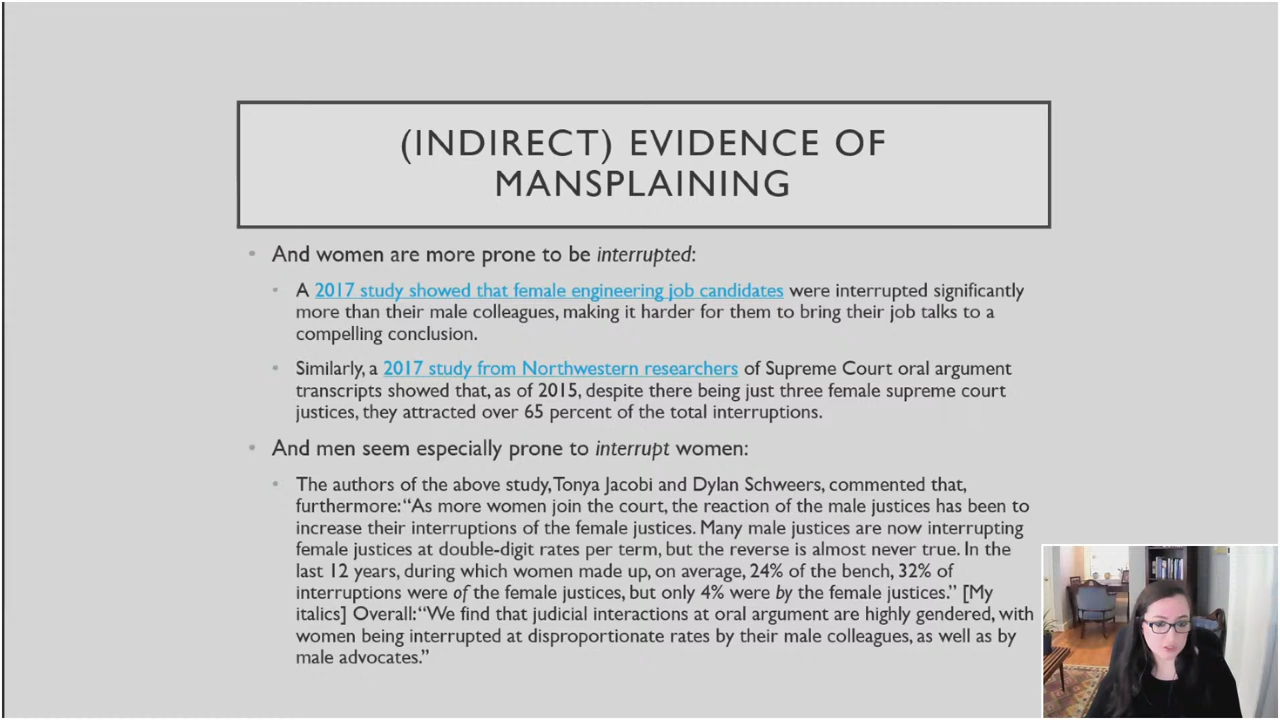 (INDIRECT) EVIDENCE OF
MANSPLAINING
• And women are more prone to be interrupted:
• A 2017 study showed that female engineering job candidates were interrupted significantly
more than their male colleagues, making it harder for them to bring their job talks to a
compelling conclusion.
• Similarly, a 2017 study from Northwestern researchers of Supreme Court oral argument
transcripts showed that, as of 2015, despite there being just three female supreme court
justices, they attracted over 65 percent of the total interruptions.
• And men seem especially prone to interrupt women:
• The authors of the above study, Tonya Jacobi and Dylan Schweers, commented that,
furthermore: “As more women join the court, the reaction of the male justices has been to
increase their interruptions of the female justices. Many male justices are now interrupting
female justices at double-digit rates per term, but the reverse is almost never true. In the
last 12 years, during which women made up, on average, 24% of the bench, 32% of
interruptions were of the female justices, but only 4% were by the female justices.” [My
italics] Overall: “We find that judicial interactions at oral argument are highly gendered, with
women being interrupted at disproportionate rates by their male colleagues, as well as by
male advocates.”